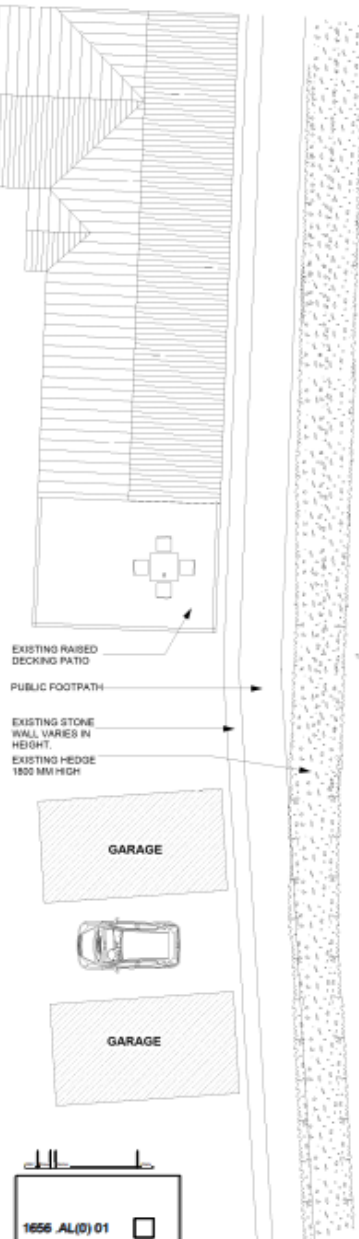 EXISTING RAISED
DECKING PATIO
PUBLIC FOOTPATH
EXISTING STONE
WALL VARIES IN
HEIGHT.
EXISTING HEDGE
1800 MM HIGH
GARAGE
GARAGE
1656 .AL(0) 01